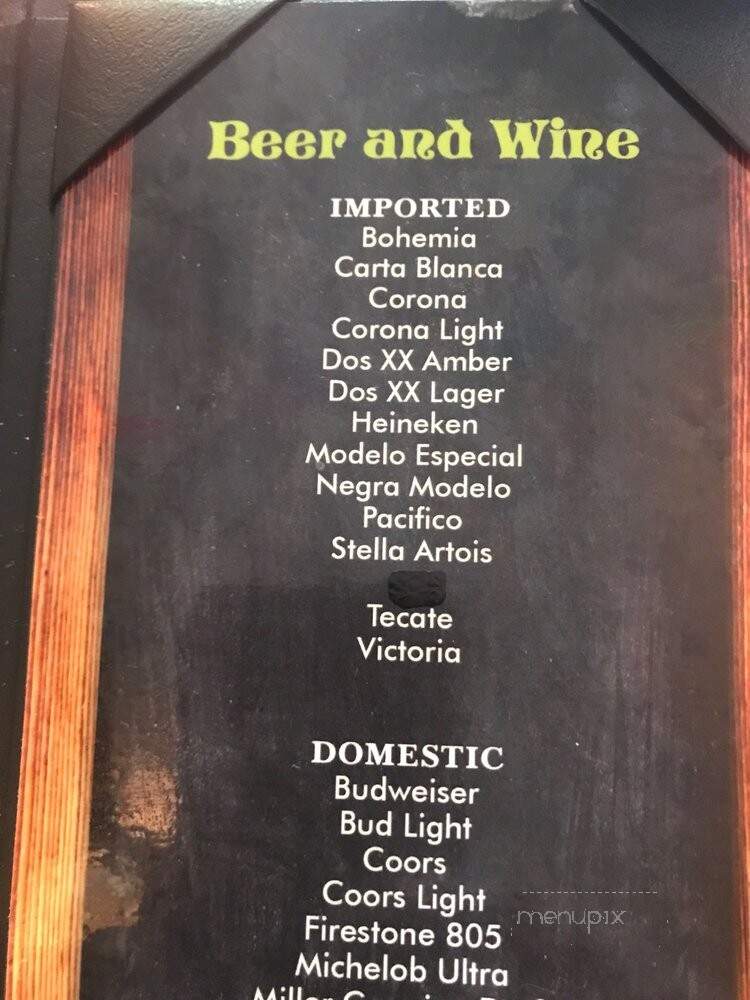 Beer and Wine
IMPORTED
Bohemia
Carta Blanca
Corona
Corona Light
Dos XX Amber
Dos XX Lager
Heineken
Modelo Especial
Negra Modelo
Pacifico
Stella Artois
Tecate
Victoria
DOMESTIC
Budweiser
Bud Light
Coors
Coors Light
Firestone 805
menupix
Michelob Ultra
Miller Genuine